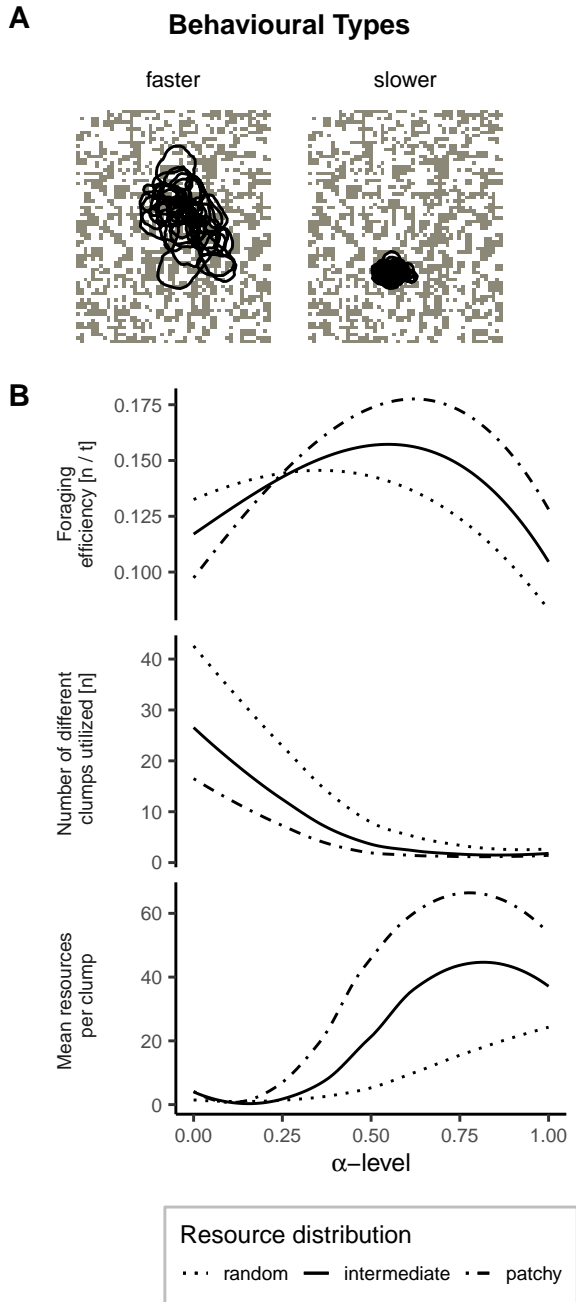 A
Behavioural Types
faster
slower
B
Foraging
efficiency [n / t]
0.175
0.150
0.125
0.100
Number of different
clumps utilized [n]
40
30
20
10
0
Mean resources
per clump
60
40
20
0
0.00 0.25 0.50 0.75 1.00
α−level
Resource distribution
random intermediate patchy